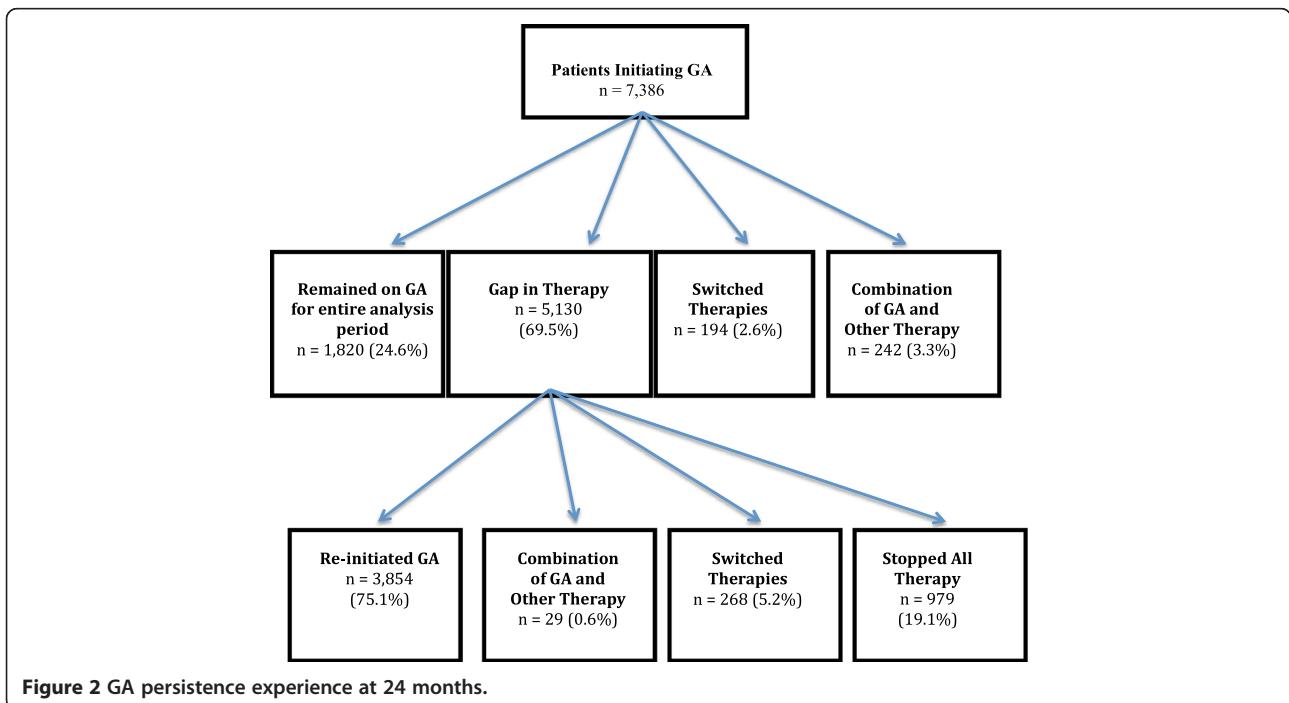 Patients Initiating GA
n = 7,386
Remained on GA
for entire analysis
period
n = 1,820 (24.6%)
Gap in Therapy
n = 5,130
(69.5%)
Switched
Therapies
n = 194 (2.6%)
Combination
of GA and
Other Therapy
n = 242 (3.3%)
Re-initiated GA
n = 3,854
(75.1%)
Combination
of GA and
Other Therapy
n = 29 (0.6%)
Switched
Therapies
n = 268 (5.2%)
Stopped All
Therapy
n = 979
(19.1%)
Figure 2 GA persistence experience at 24 months.